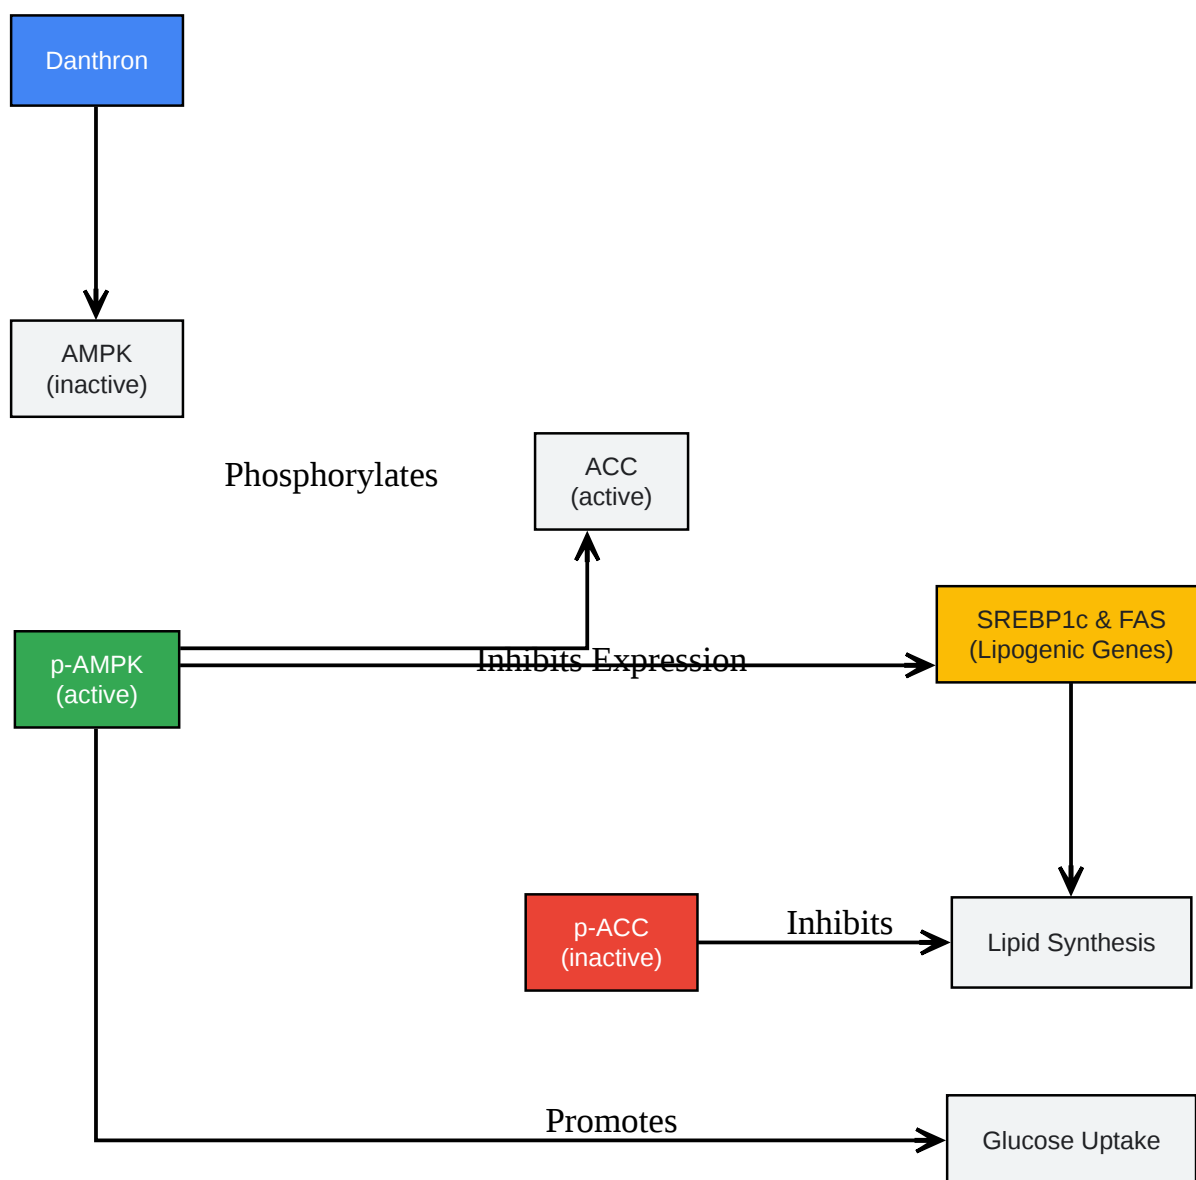 Danthron
AMPK
(inactive)
Phosphorylates
ACC
(active)
p-AMPK
(active)
Inhibits Expression
SREBP1c & FAS
(Lipogenic Genes)
p-ACC
(inactive)
Inhibits
Lipid Synthesis
Promotes
Glucose Uptake